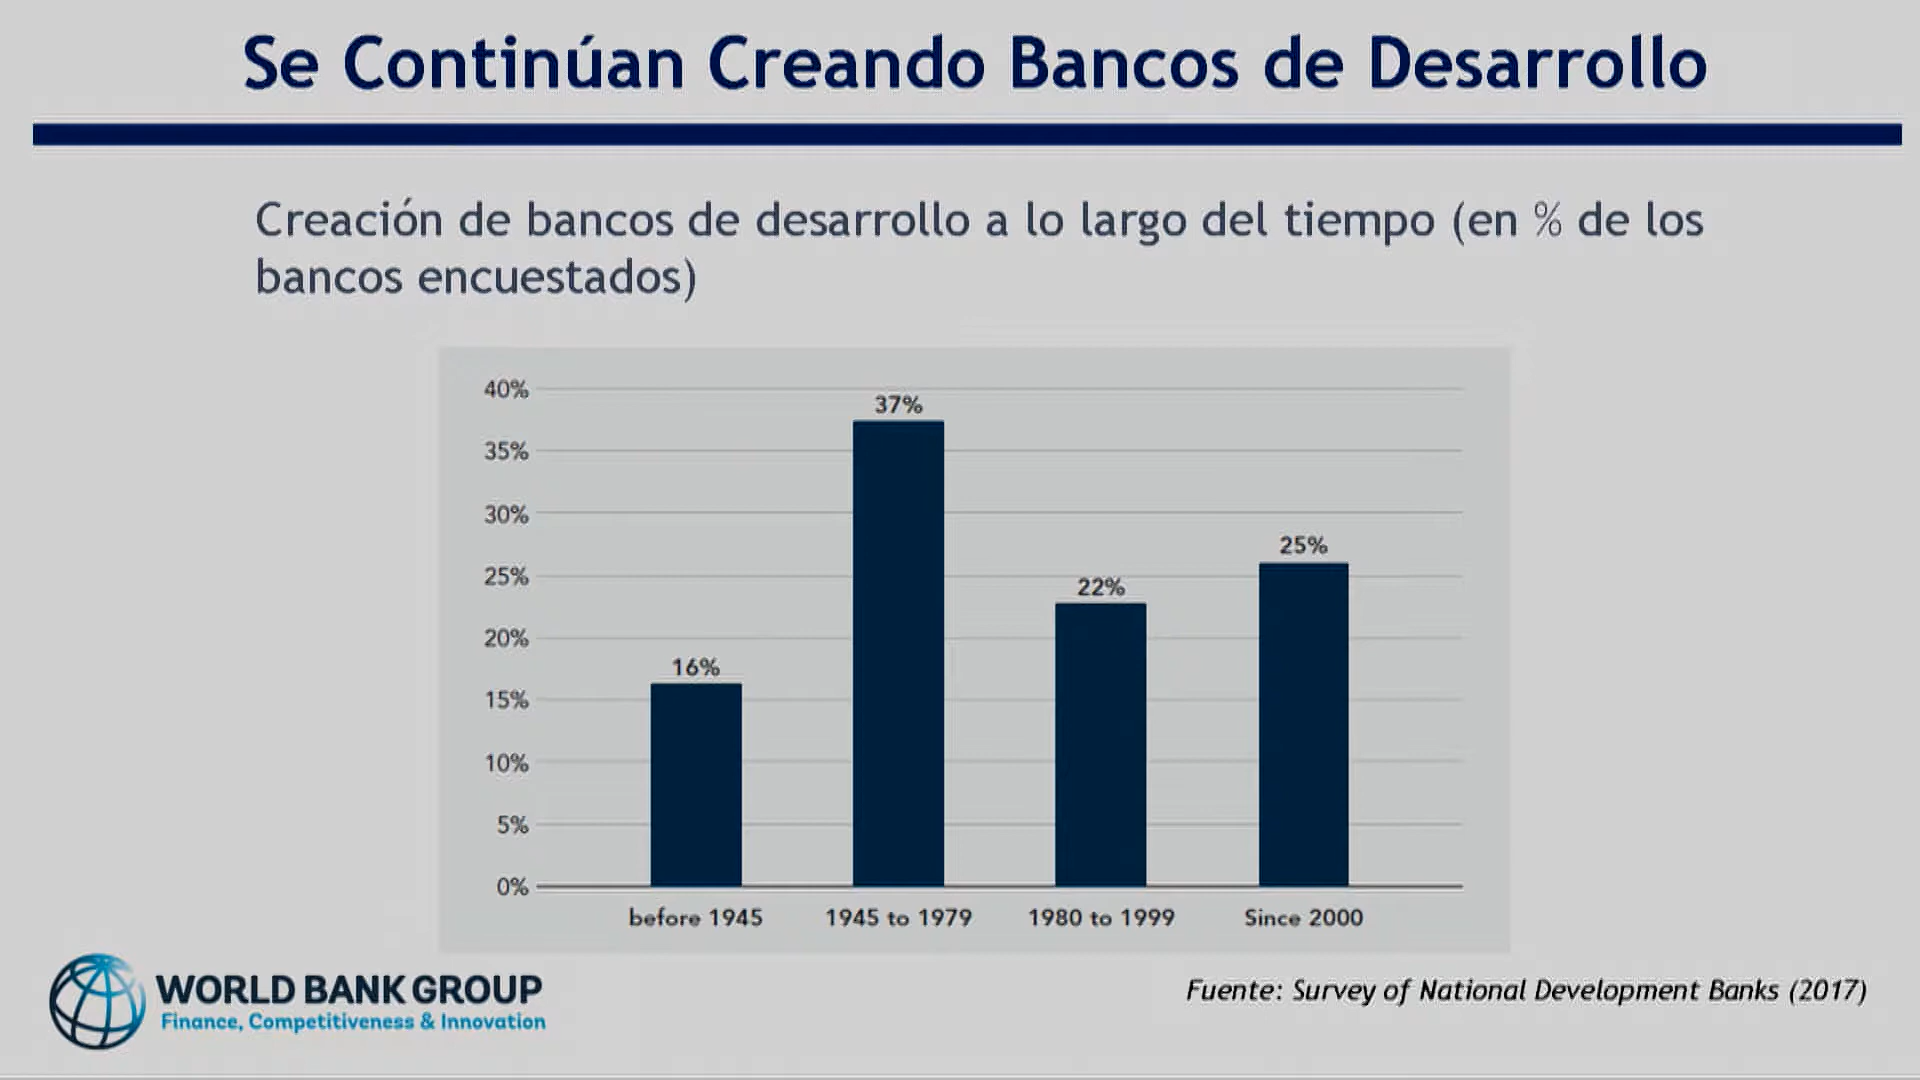 Se Continúan Creando Bancos de Desarrollo
Creación de bancos de desarrollo a lo largo del tiempo (en % de los
bancos encuestados)
40%
35%
30%
25%
20%
15%
10%
5%
0%
16%
37%
22%
25%
before 1945
1945 to 1979
1980 to 1999
Since 2000
WORLD BANK GROUP
Finance, Competitiveness & Innovation
Fuente: Survey of National Development Banks (2017)